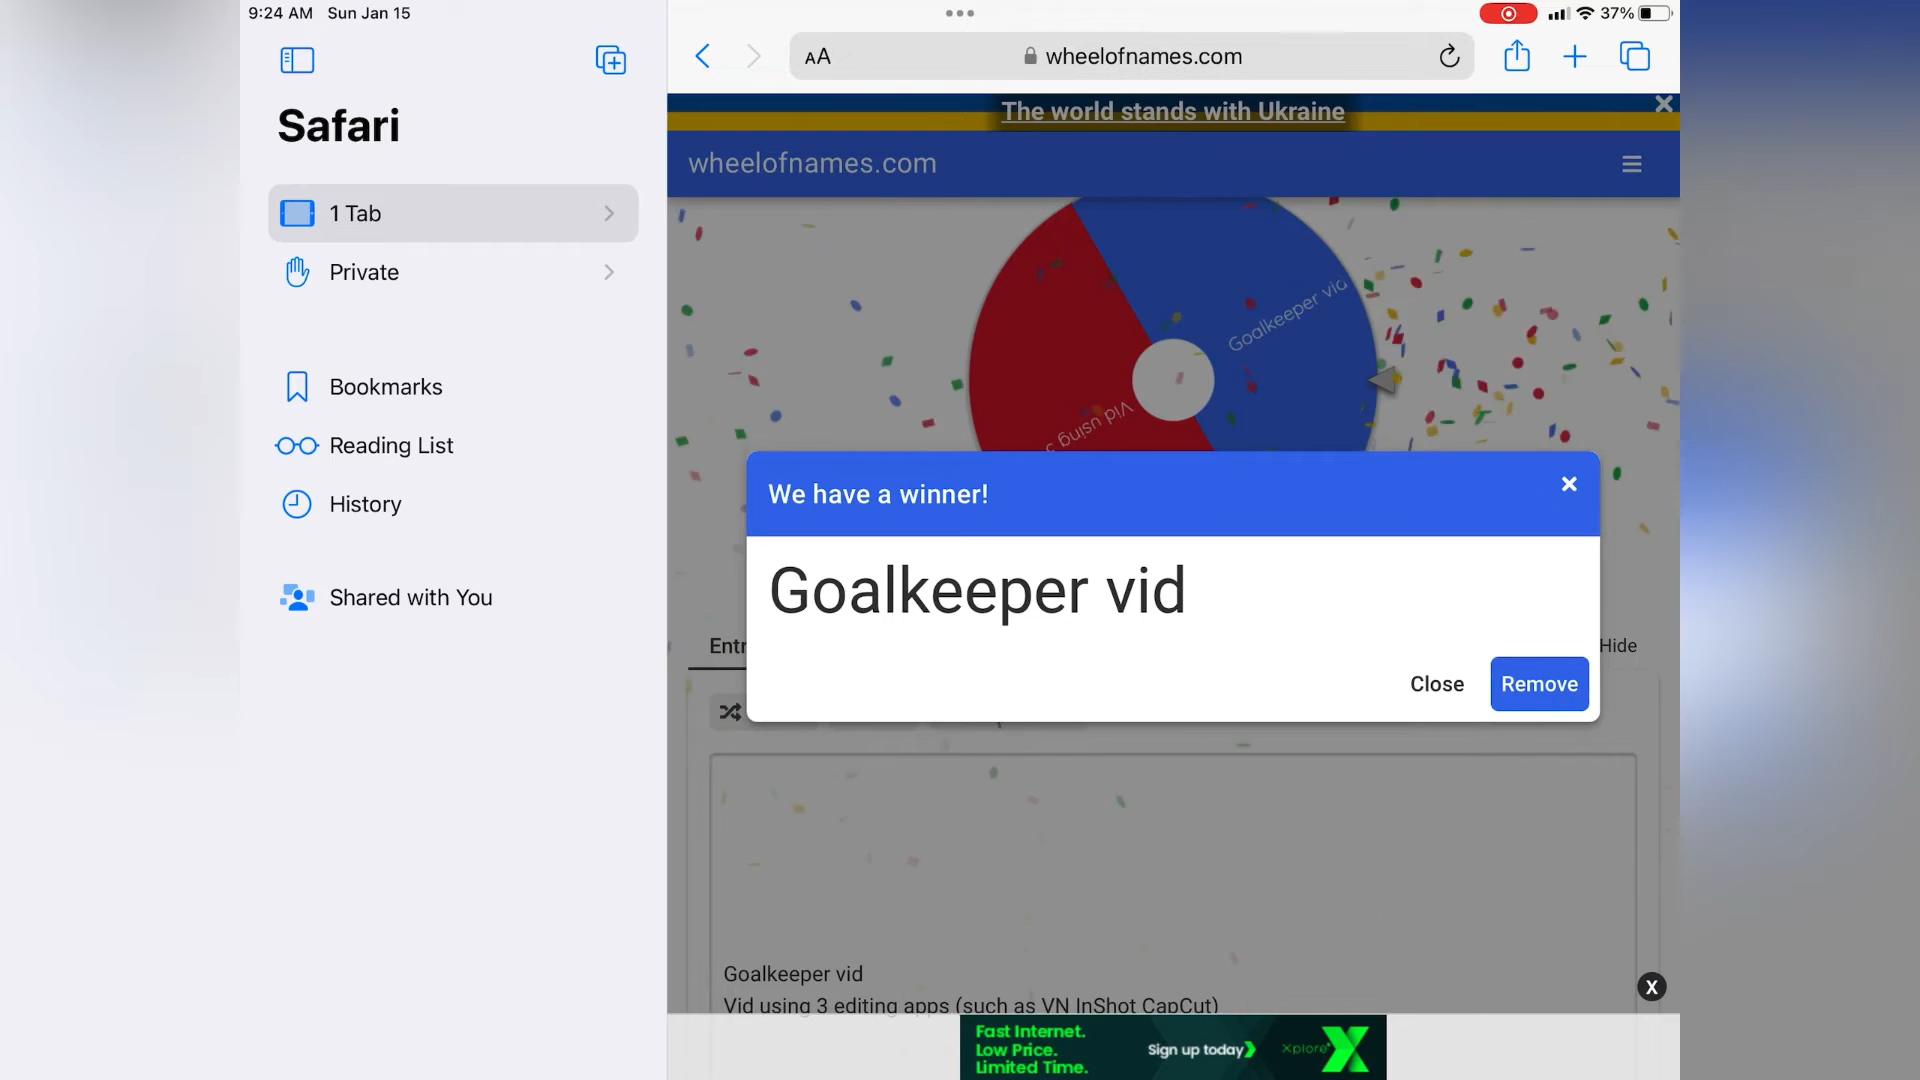 9:24 AM Sun Jan 15
37%
Safari
1 Tab
Private
Bookmarks
Reading List
History
Shared with You
AA
wheelofnames.com
The world stands with Ukraine
wheelofnames.com
Goalkeeper vid
Vid using 3
We have a winner!
Goalkeeper vid
Close
Remove
Entr
Hide
Goalkeeper vid
Vid using 3 editing apps (such as VN InShot CapCut)
X
Fast Internet.
Low Price.
Limited Time.
Sign up today
Xplore